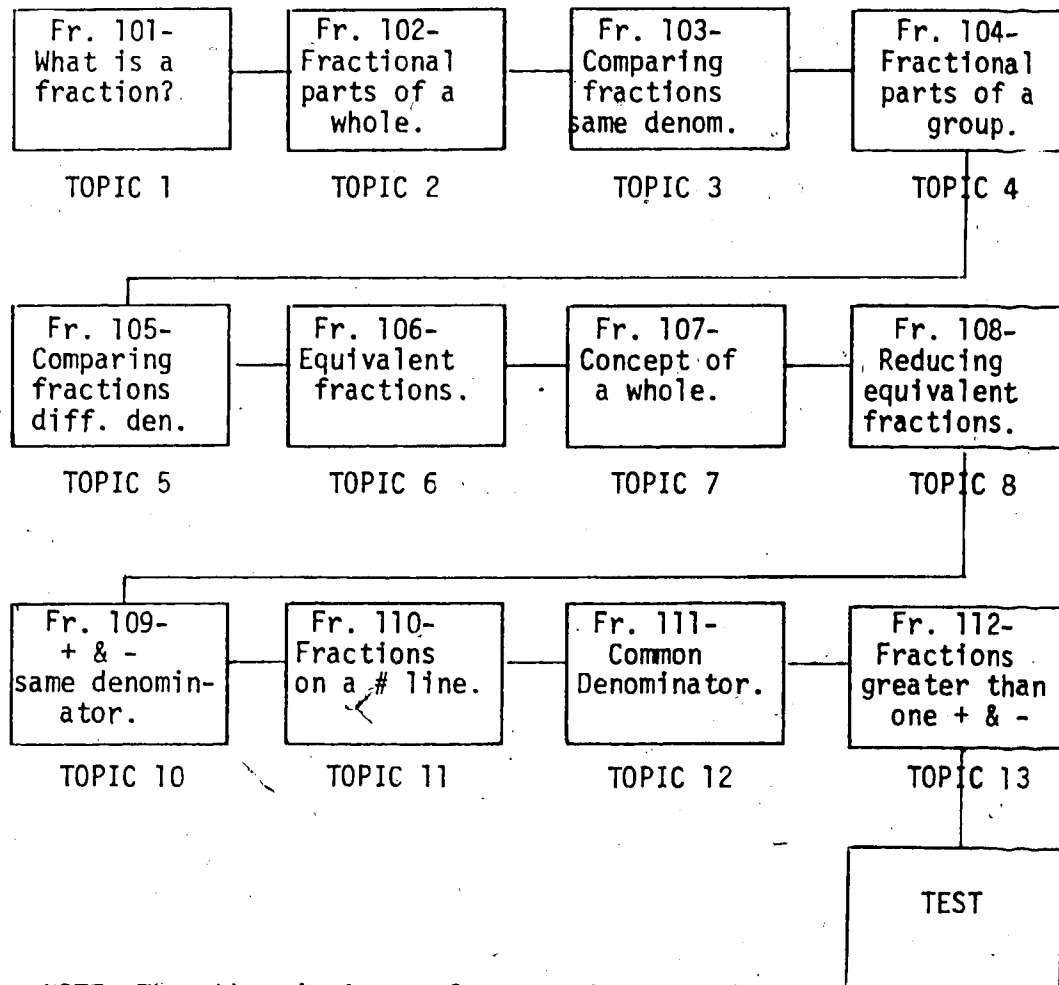 Fr. 101-
What is a
fraction?
TOPIC 1
Fr. 102-
Fractional
parts of a
whole.
TOPIC 2
Fr. 103-
Comparing
fractions
same denom.
TOPIC 3
Fr. 104-
Fractional
parts of a
group.
TOPIC 4
Fr. 105-
Comparing
fractions
diff. den.
TOPIC 5
Fr. 106-
Equivalent
fractions.
TOPIC 6
Fr. 107-
Concept of
a whole.
TOPIC 7
Fr. 108-
Reducing
equivalent
fractions.
TOPIC 8
Fr. 109-
+ & -
same denomin-
ator.
TOPIC 10
Fr. 110-
Fractions
on a # line.
TOPIC 11
Fr. 111-
Common
Denominator.
TOPIC 12
Fr. 112-
Fractions
greater than
one + & -
TOPIC 13
TEST